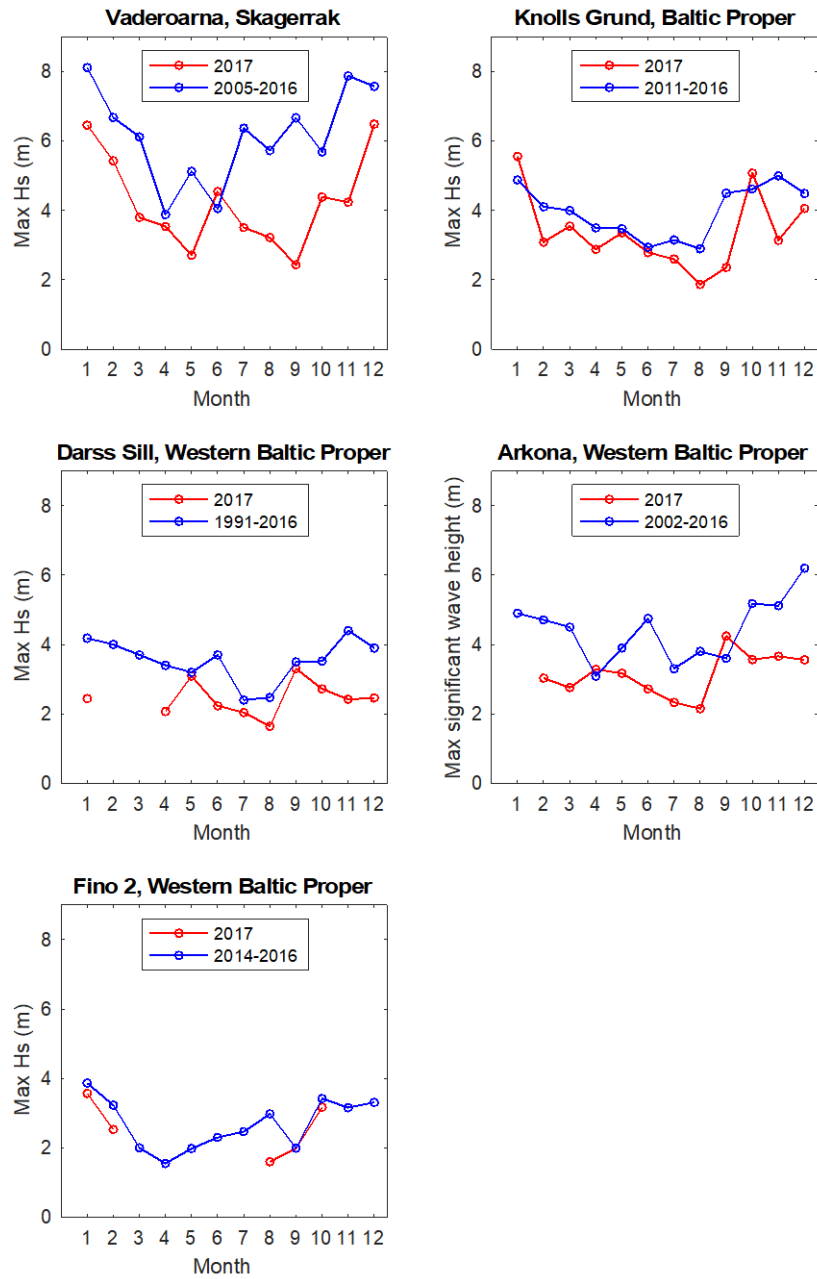 Vaderoarna, Skagerrak
2017
2005-2016
8
6
4
2
0
Max Hs (m)
1 2 3 4 5 6 7 8 9 10 11 12
Month
Knolls Grund, Baltic Proper
2017
2011-2016
8
6
4
2
0
Max Hs (m)
1 2 3 4 5 6 7 8 9 10 11 12
Month
Darss Sill, Western Baltic Proper
2017
1991-2016
8
6
4
2
0
Max Hs (m)
1 2 3 4 5 6 7 8 9 10 11 12
Month
Arkona, Western Baltic Proper
2017
2002-2016
8
6
4
2
0
Max significant wave height (m)
1 2 3 4 5 6 7 8 9 10 11 12
Month
Fino 2, Western Baltic Proper
2017
2014-2016
8
6
4
2
0
Max Hs (m)
1 2 3 4 5 6 7 8 9 10 11 12
Month